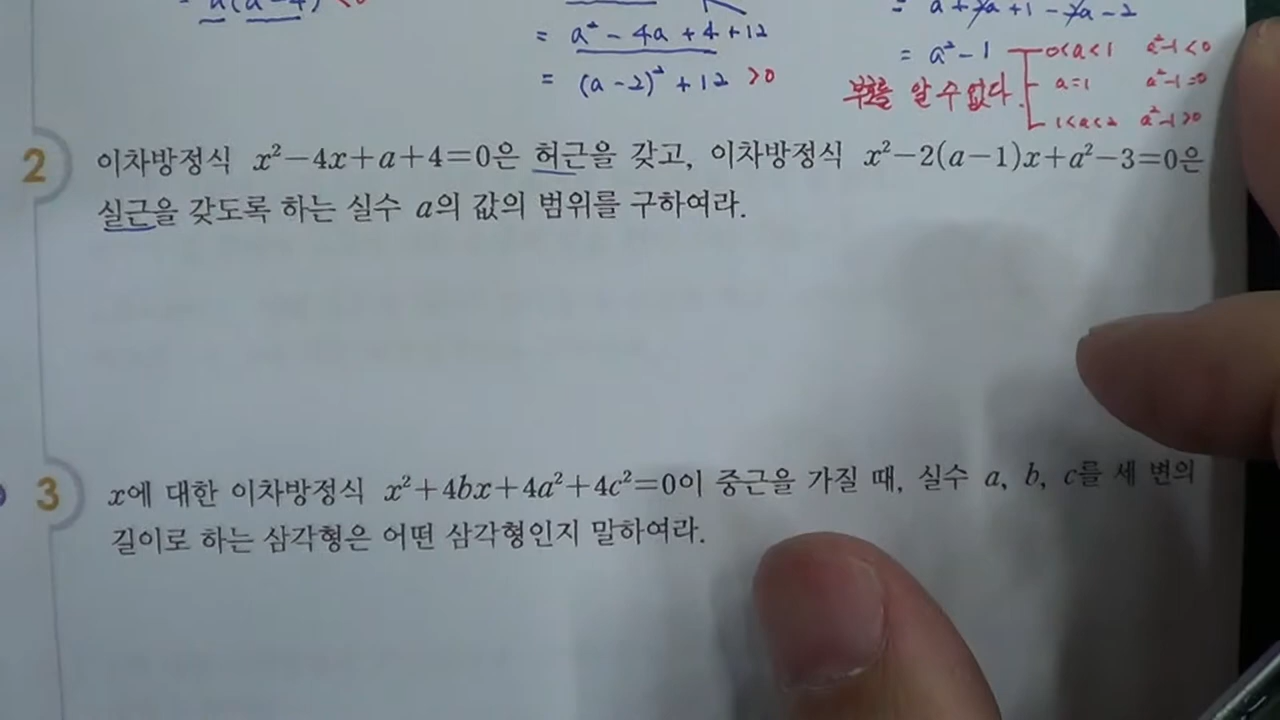 = a² - 4a + 4 + 12
= (a-2)² + 12 >0
= a² + 2a + 1 - 2a - 2
= a² - 1
0<a<1 a²-1<0
a=1 a²-1=0
1<a<2 a²-1>0
부호를 알 수 없다.
2 이차방정식 x²-4x+a+4=0은 허근을 갖고, 이차방정식 x²-2(a-1)x+a²-3=0은
실근을 갖도록 하는 실수 a의 값의 범위를 구하여라.
3 x에 대한 이차방정식 x²+4bx+4a²+4c²=0이 중근을 가질 때, 실수 a, b, c를 세 변의
길이로 하는 삼각형은 어떤 삼각형인지 말하여라.